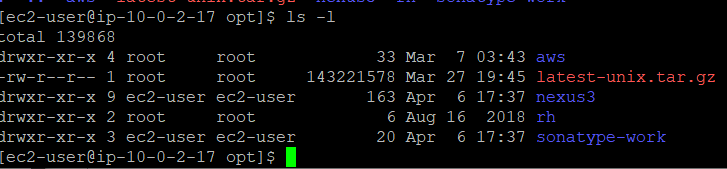 [ec2-user@ip-10-0-2-17 opt]$ ls -l
total 139868
drwxr-xr-x 4 root     root            33 Mar  7 03:43 aws
-rw-r--r-- 1 root     root     143221578 Mar 27 19:45 latest-unix.tar.gz
drwxr-xr-x 9 ec2-user ec2-user       163 Apr  6 17:37 nexus3
drwxr-xr-x 2 root     root             6 Aug 16  2018 rh
drwxr-xr-x 3 ec2-user ec2-user        20 Apr  6 17:37 sonatype-work
[ec2-user@ip-10-0-2-17 opt]$